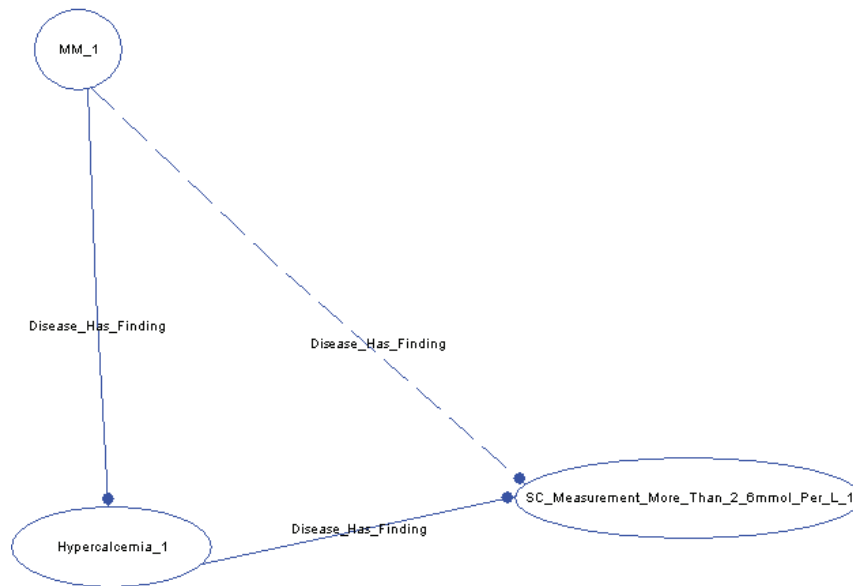 MM_1
Disease_Has_Finding
Disease_Has_Finding
SC_Measurement_More_Than_2_6mmol_Per_L_1
Disease_Has_Finding
Hypercalcemia_1